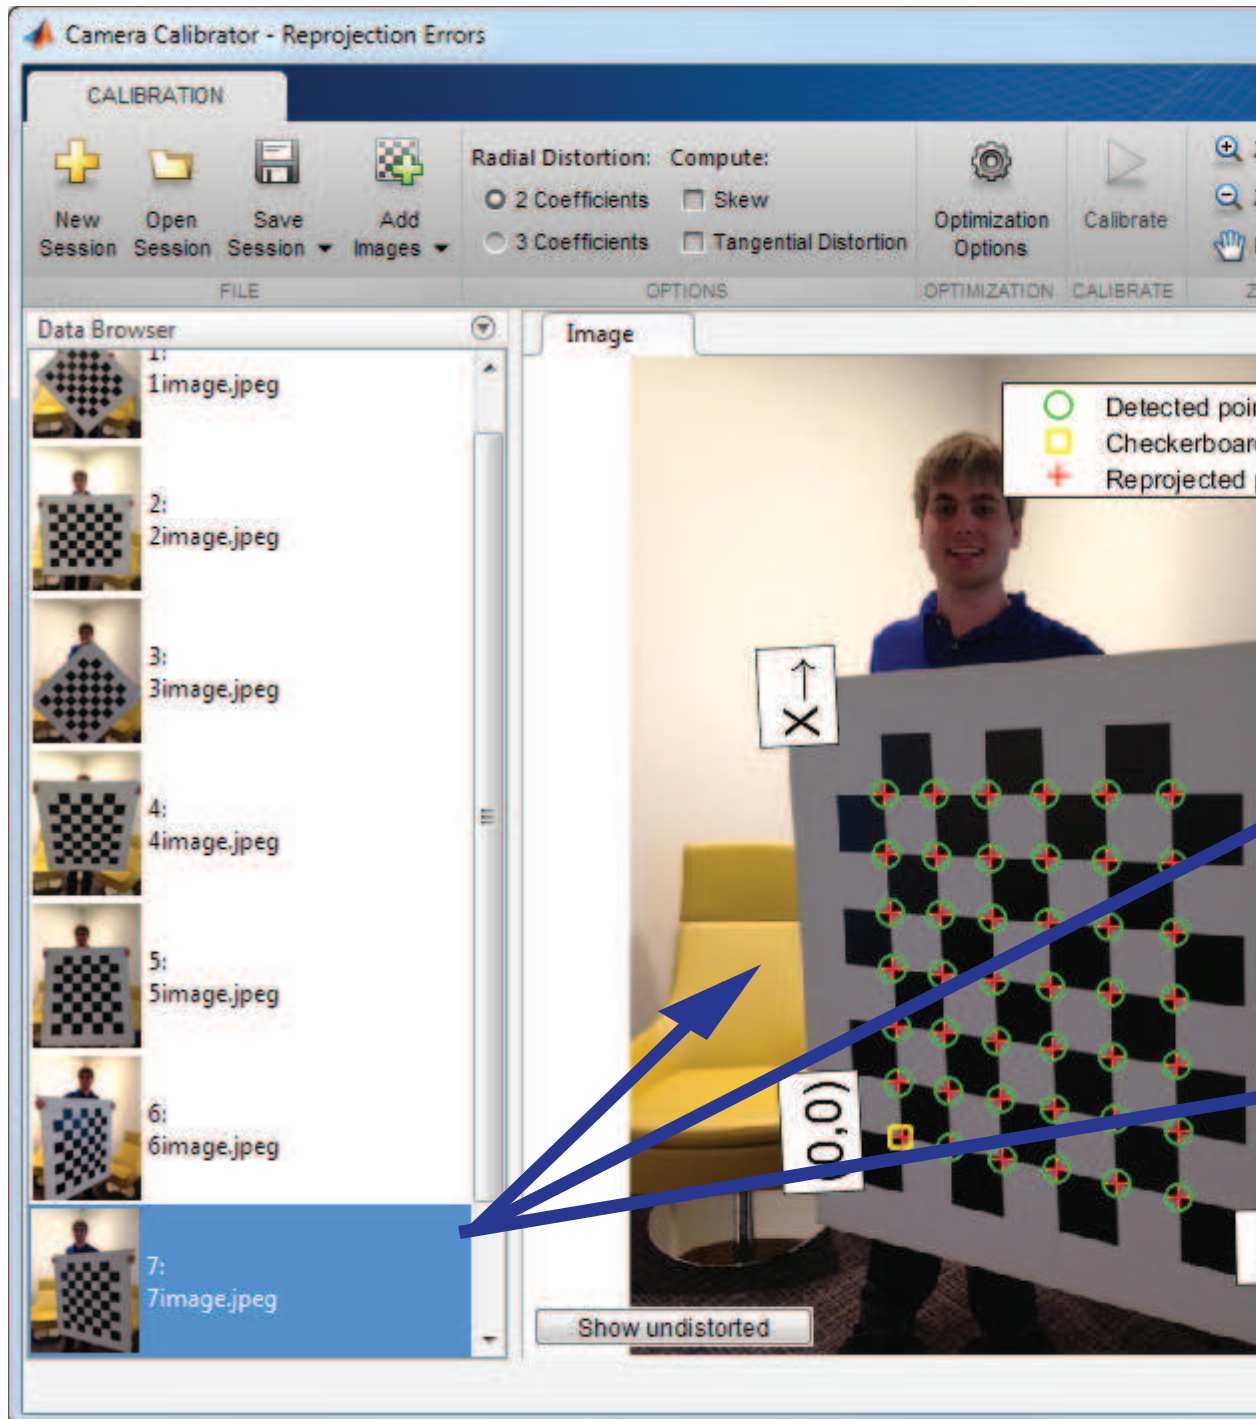 Camera Calibrator - Reprojection Errors
CALIBRATION
New Session
Open Session
Save Session
Add Images
Radial Distortion:
2 Coefficients
3 Coefficients
Compute:
Skew
Tangential Distortion
Optimization Options
Calibrate
FILE
OPTIONS
OPTIMIZATION
CALIBRATE
Data Browser
1:
1image.jpeg
2:
2image.jpeg
3:
3image.jpeg
4:
4image.jpeg
5:
5image.jpeg
6:
6image.jpeg
7:
7image.jpeg
Image
Detected
Reprojected
X→
(0,0)
Show undistorted